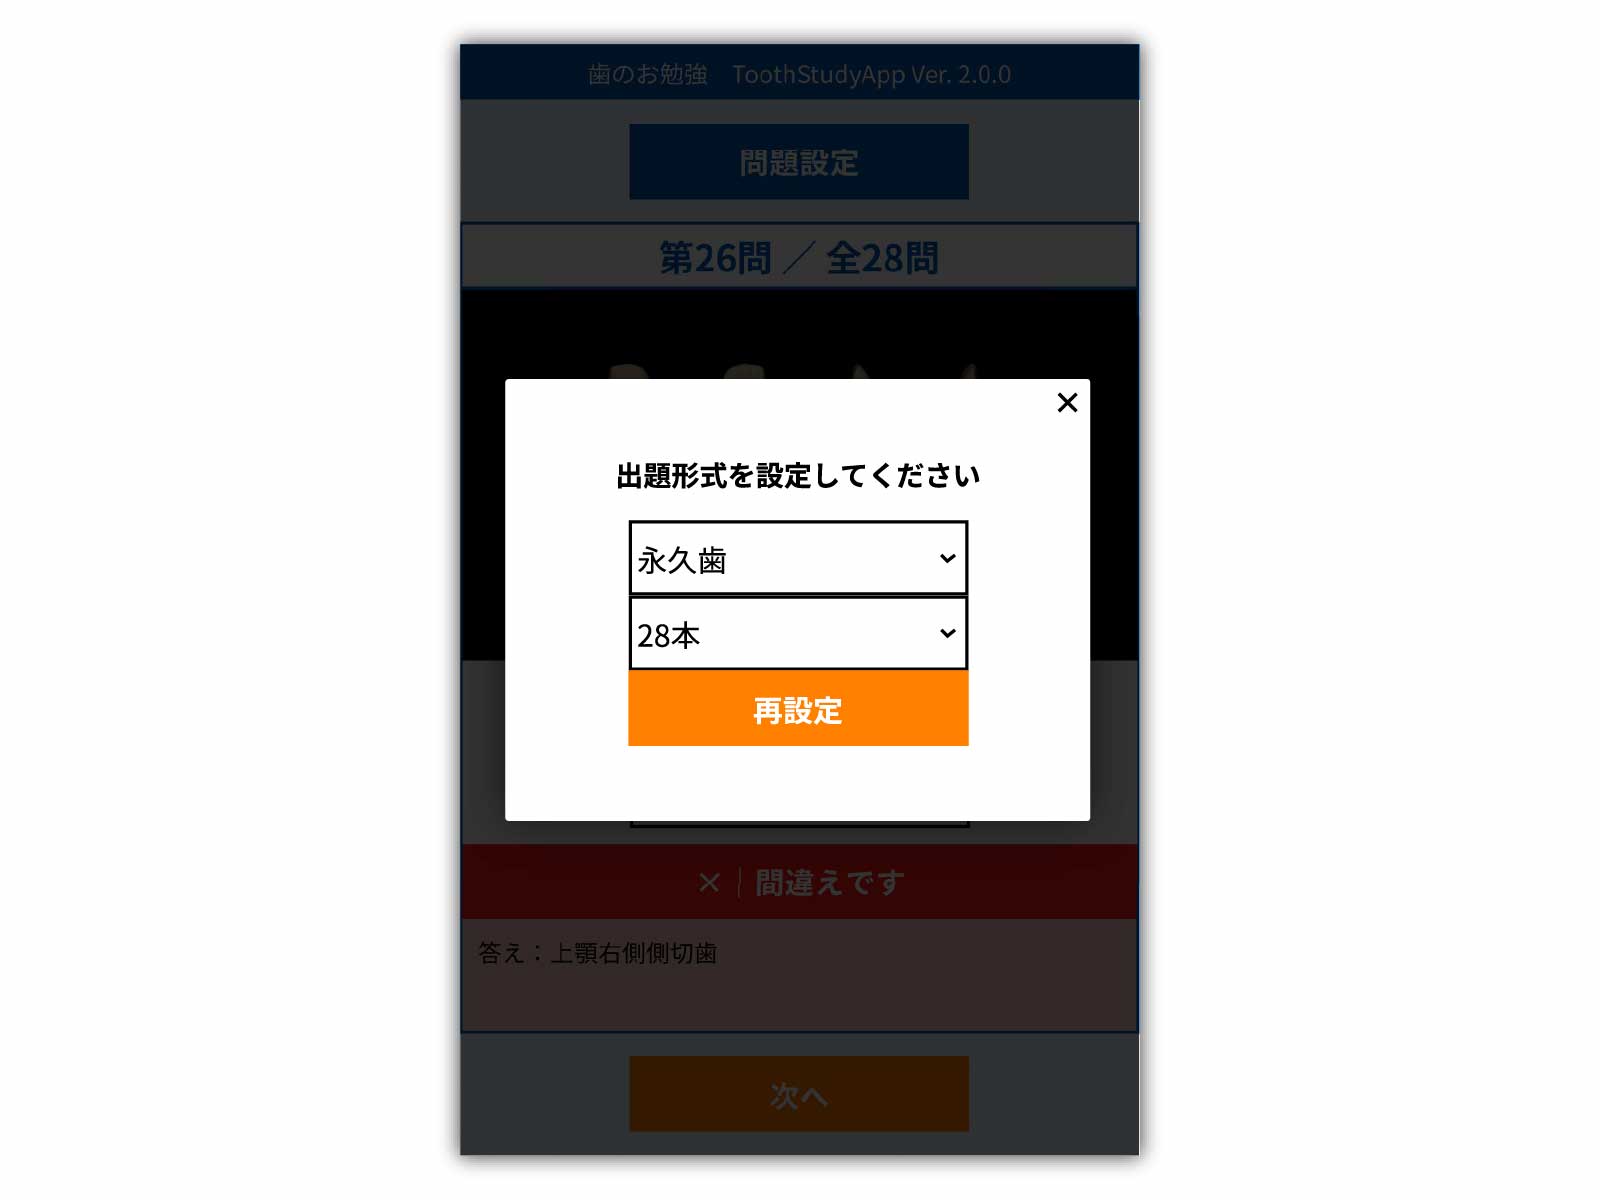 歯のお勉強　ToothStudyApp Ver. 2.0.0
問題設定
第26問 ／ 全28問
×
出題形式を設定してください
永久歯
28本
再設定
×｜間違えです
答え：上顎右側側切歯
次へ